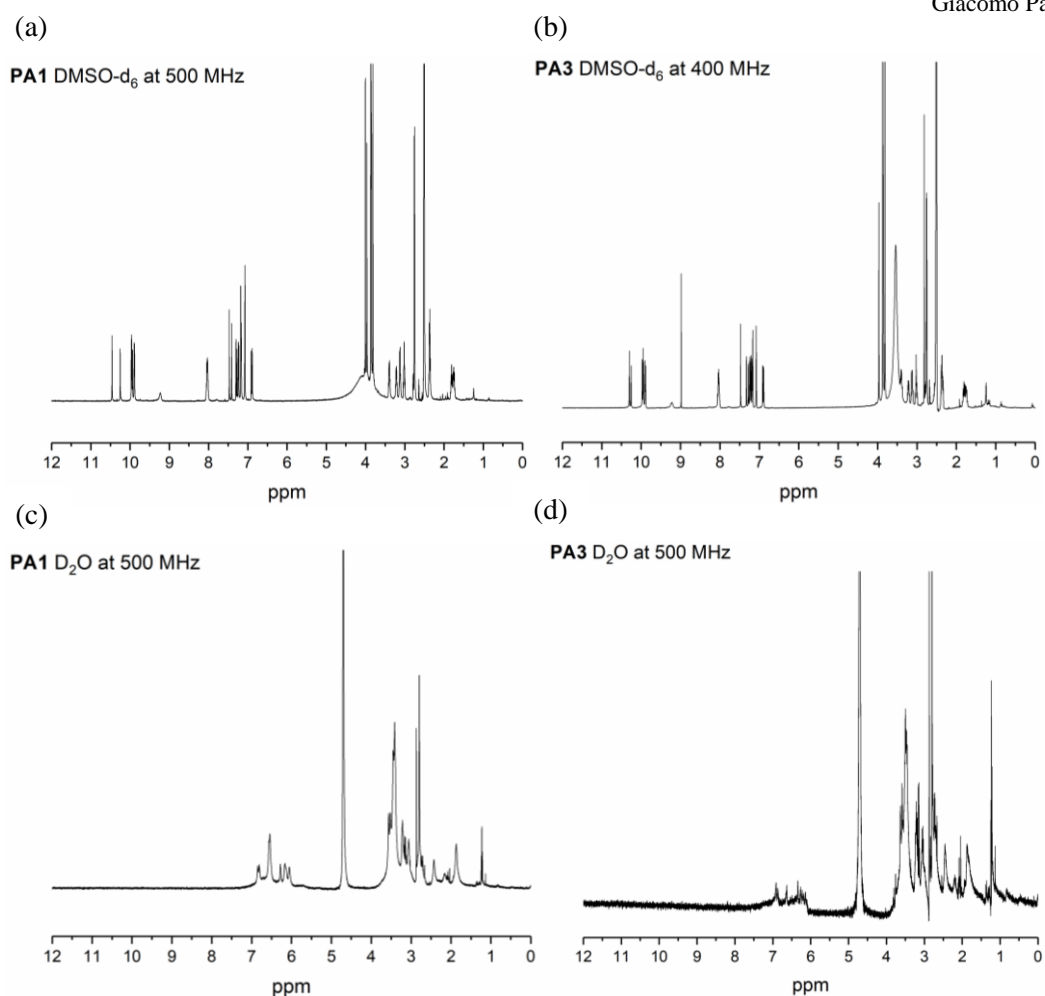 Giacomo Pa
(a) (b)
PA1 DMSO-d6 at 500 MHz
PA3 DMSO-d6 at 400 MHz
12 11 10 9 8 7 6 5 4 3 2 1 0
ppm
12 11 10 9 8 7 6 5 4 3 2 1 0
ppm
(c) (d)
PA1 D2O at 500 MHz
PA3 D2O at 500 MHz
12 11 10 9 8 7 6 5 4 3 2 1 0
ppm
12 11 10 9 8 7 6 5 4 3 2 1 0
ppm